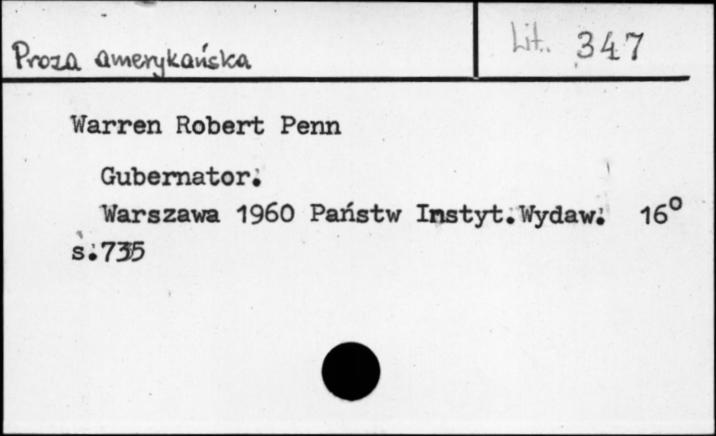 Proza amerykańska
Lit. 347
Warren Robert Penn
Gubernator.
Warszawa 1960 Państw Instyt.Wydaw. 16°
s.735